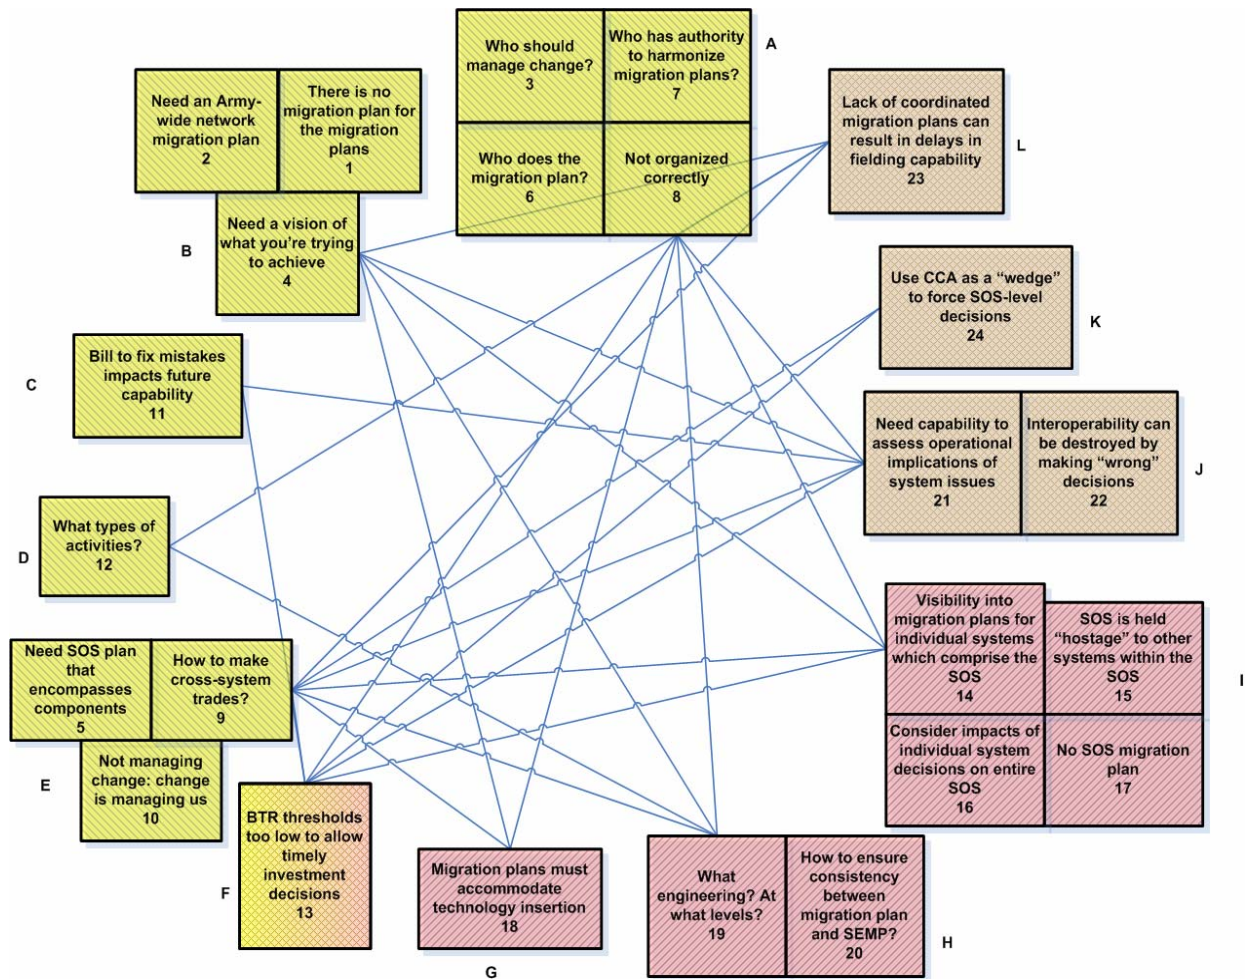 Who should
manage change?
3
Who has authority
to harmonize
migration plans?
7
A
Who does the
migration plan?
6
Not organized
correctly
8
Need an Army-
wide network
migration plan
2
There is no
migration plan for
the migration
plans
1
Need a vision of
what you’re trying
to achieve
4
B
Lack of coordinated
migration plans can
result in delays in
fielding capability
23
L
Use CCA as a “wedge”
to force SOS-level
decisions
24
K
Bill to fix mistakes
impacts future
capability
11
C
Need capability to
assess operational
implications of
system issues
21
Interoperability can
be destroyed by
making “wrong”
decisions
22
J
What types of
activities?
12
D
Visibility into
migration plans for
individual systems
which comprise the
SOS
14
SOS is held
“hostage” to other
systems within the
SOS
15
Consider impacts of
individual system
decisions on entire
SOS
16
No SOS migration
plan
17
I
Need SOS plan
that
encompasses
components
5
How to make
cross-system
trades?
9
Not managing
change: change
is managing us
10
E
BTR thresholds
too low to allow
timely
investment
decisions
13
F
Migration plans must
accommodate
technology insertion
18
G
What
engineering? At
what levels?
19
How to ensure
consistency
between
migration plan
and SEMP?
20
H